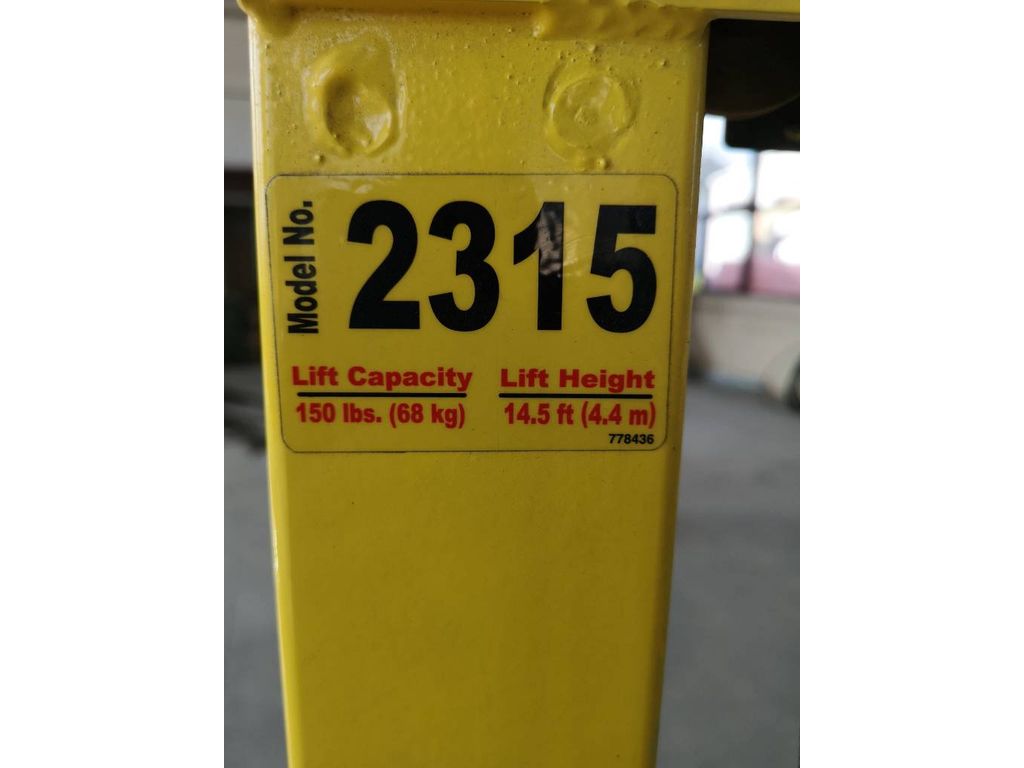 Model No.
2315
Lift Capacity
150 lbs. (68 kg)
Lift Height
14.5 ft (4.4 m)
778436